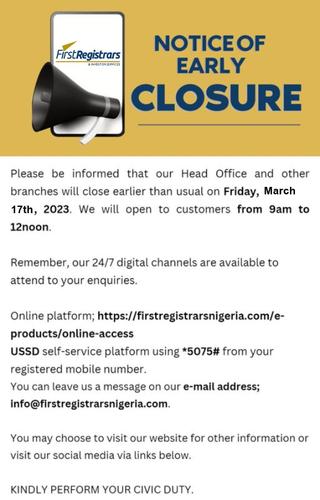 FirstRegistrars
& INVESTOR SERVICES
NOTICE OF
EARLY
CLOSURE
Please be informed that our Head Office and other
branches will close earlier than usual on Friday, March
17th, 2023. We will open to customers from 9am to
12noon.
Remember, our 24/7 digital channels are available to
attend to your enquiries.
Online platform; https://firstregistrarsnigeria.com/e-
products/online-access
USSD self-service platform using *5075# from your
registered mobile number.
You can leave us a message on our e-mail address;
info@firstregistrarsnigeria.com.
You may choose to visit our website for other information or
visit our social media via links below.
KINDLY PERFORM YOUR CIVIC DUTY.